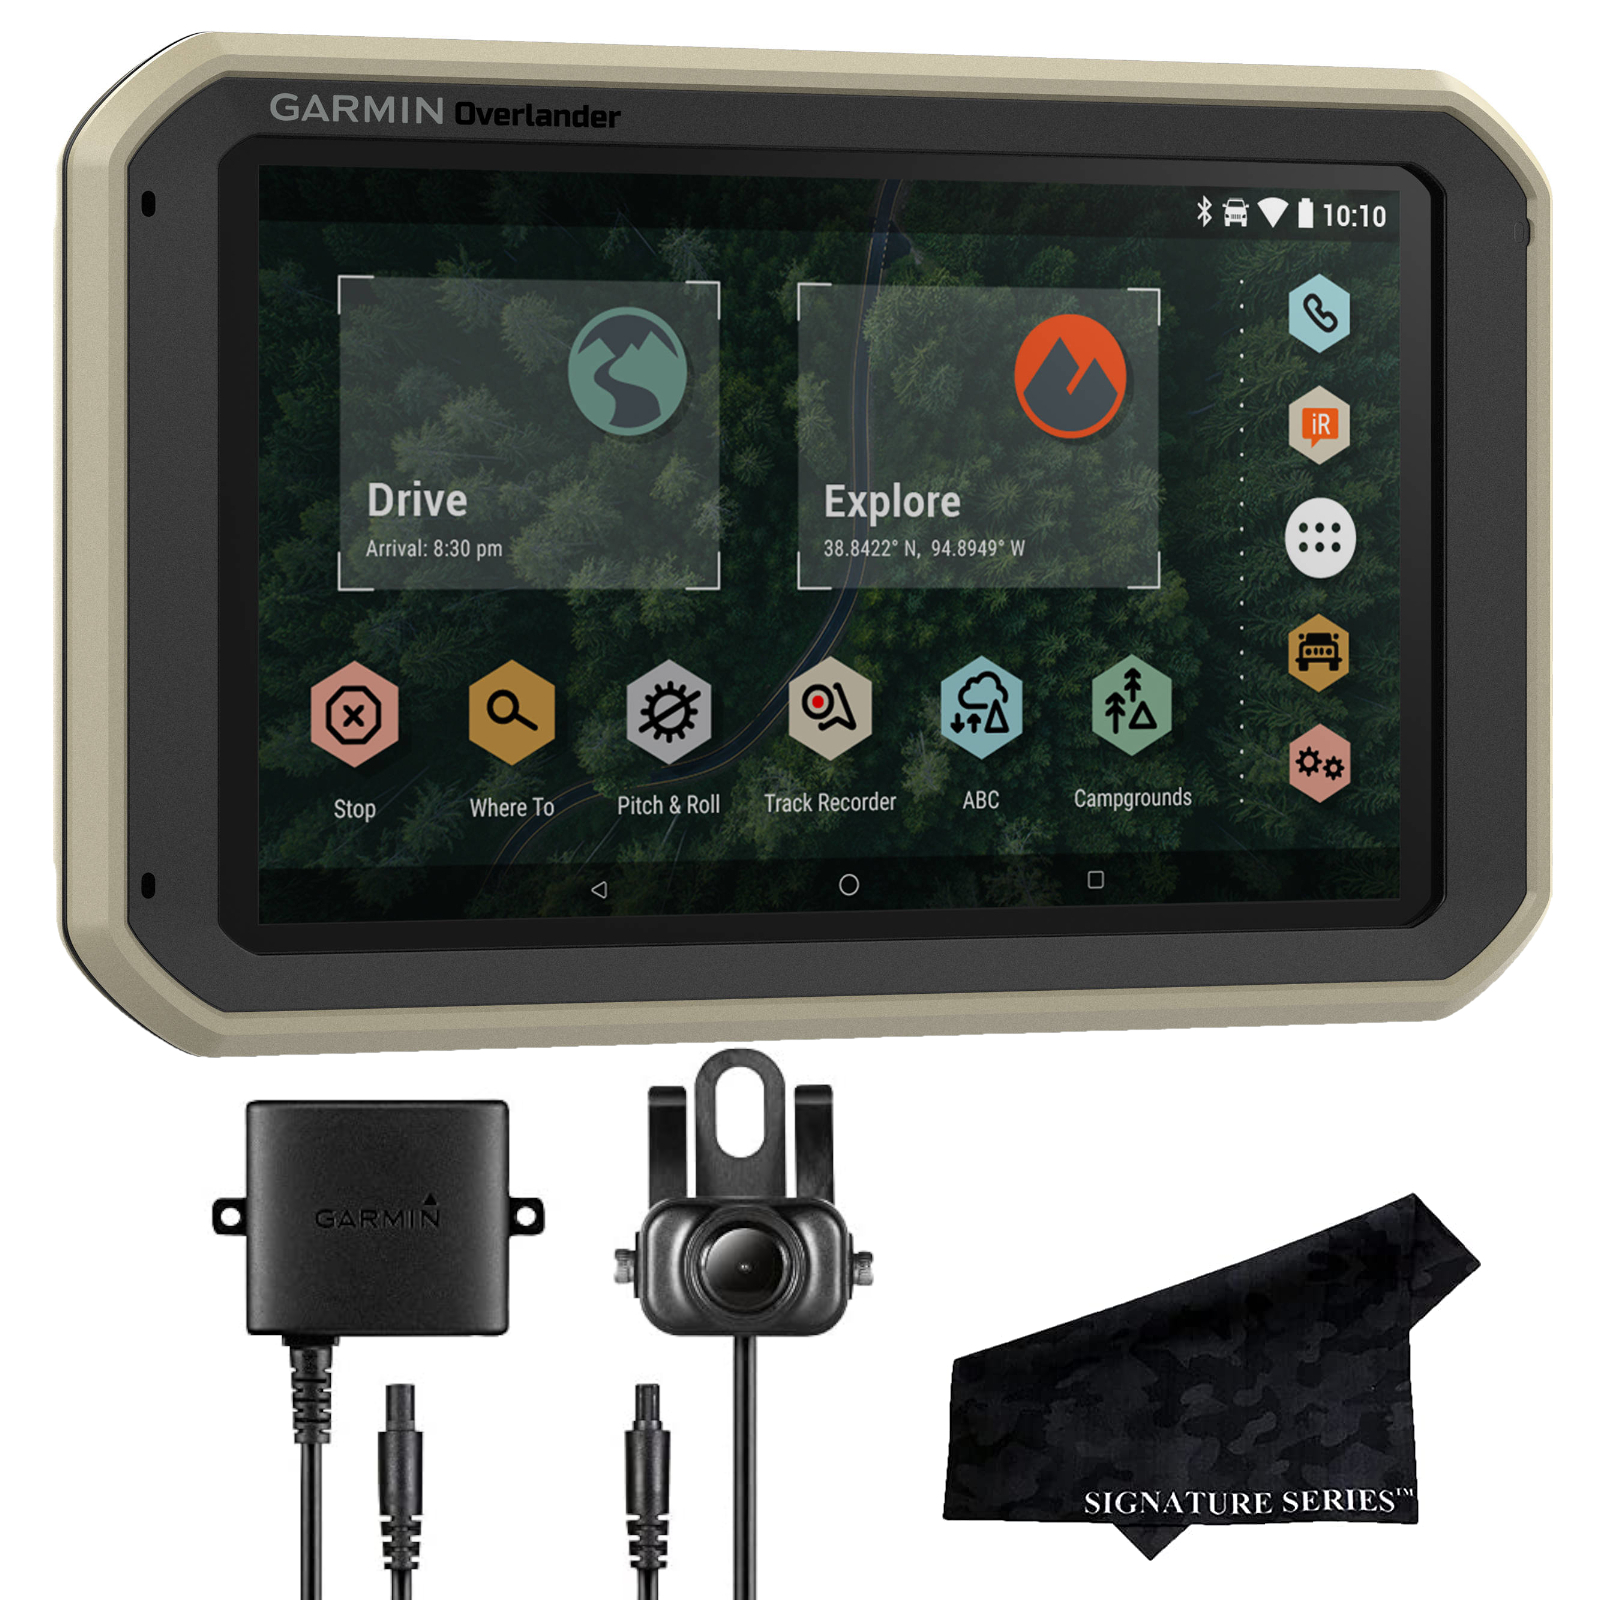 GARMIN Overlander
10:10
Drive
Arrival: 8:30 pm
Explore
38.8422° N, 94.8949° W
iR
Stop
Where To
Pitch & Roll
Track Recorder
ABC
Campgrounds
GARMIN
SIGNATURE SERIES™